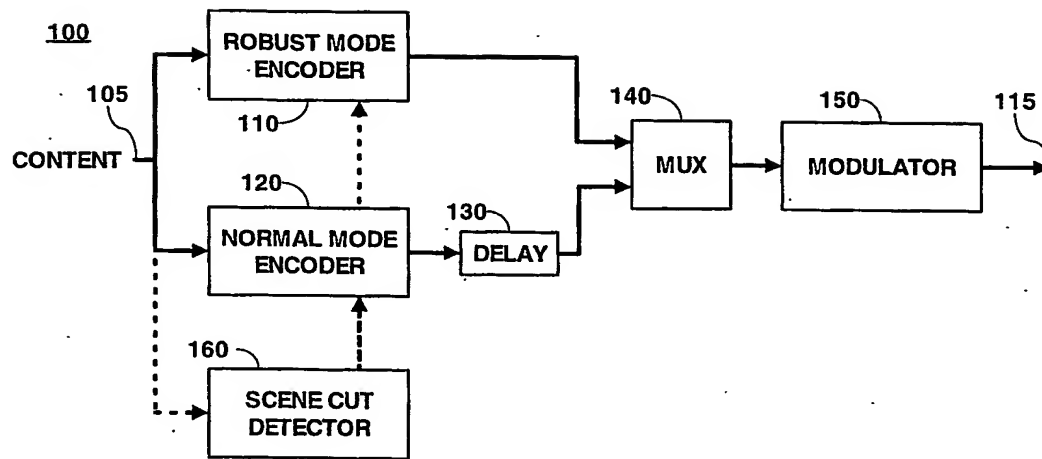 100
ROBUST MODE
ENCODER
105
110
140
150
115
CONTENT
MUX
MODULATOR
120
130
NORMAL MODE
ENCODER
DELAY
160
SCENE CUT
DETECTOR